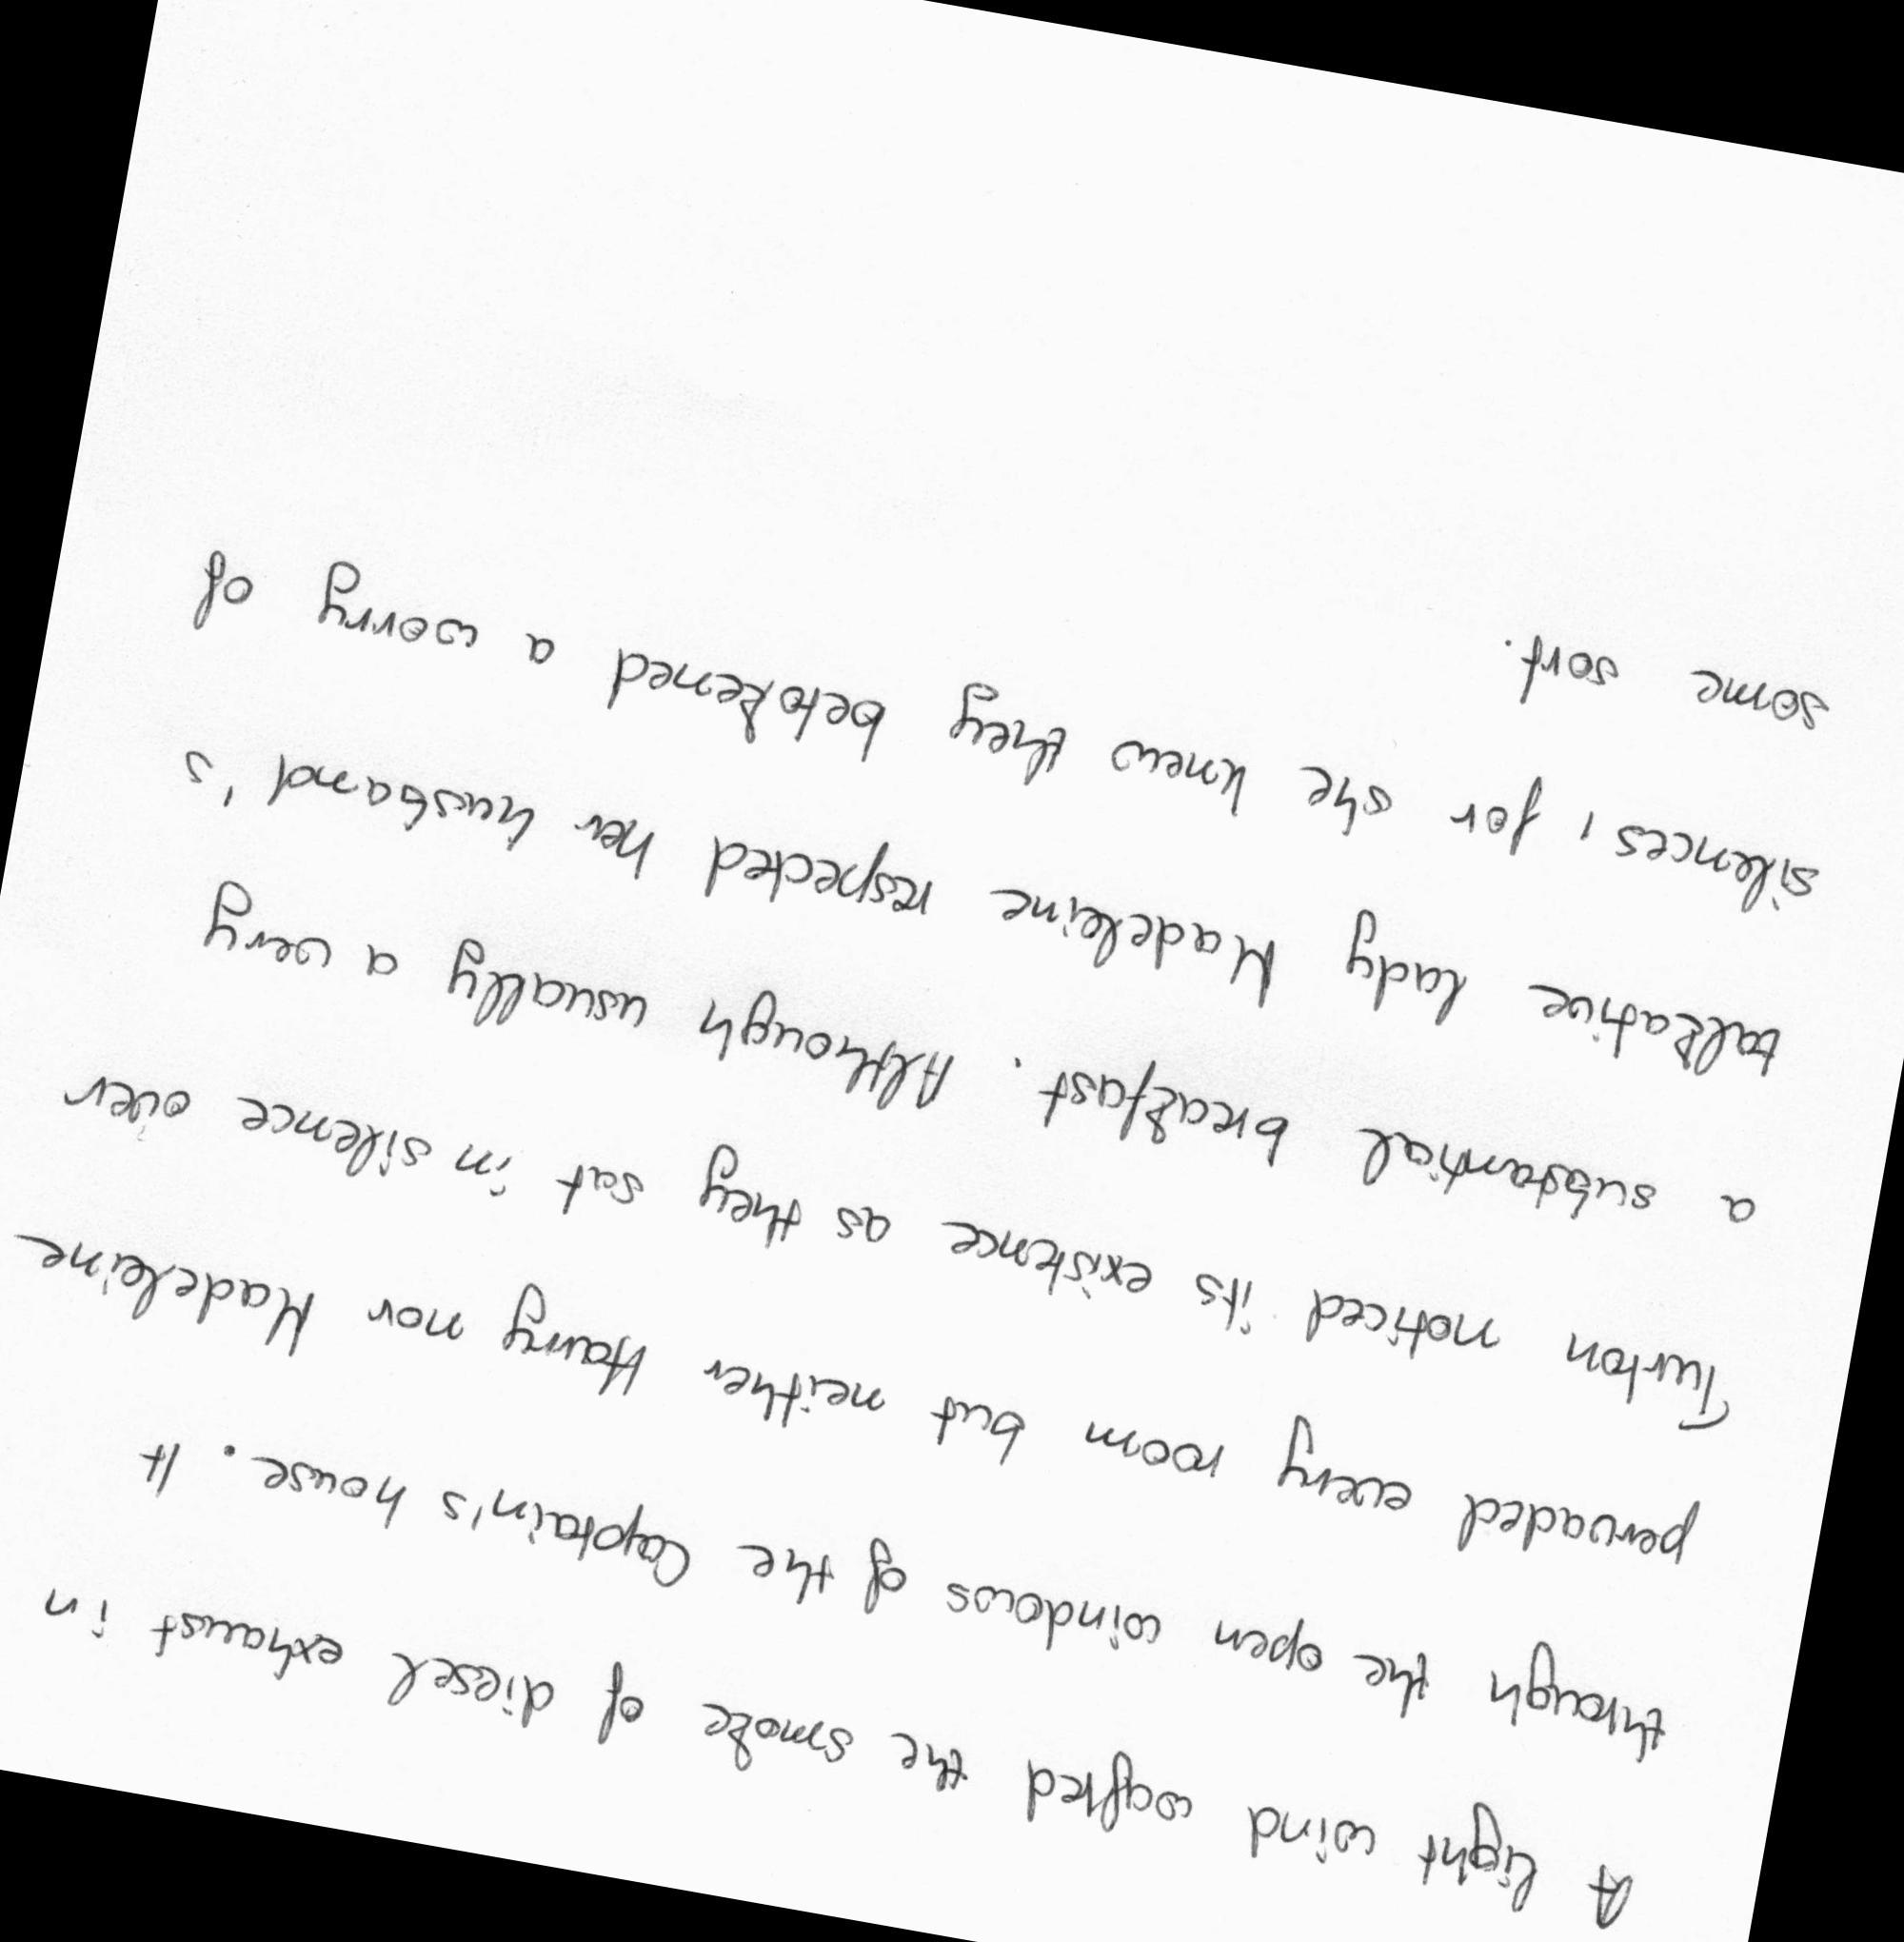 A light wind wafted the smoke of diesel exhaust in
through the open windows of the Captain's house. It
pervaded every room but neither Harry nor Madeleine
Turton noticed its existence as they sat in silence over
a substantial breakfast. Although usually a very
talkative lady Madeleine respected her husband's
silences, for she knew they betokened a worry of
some sort.